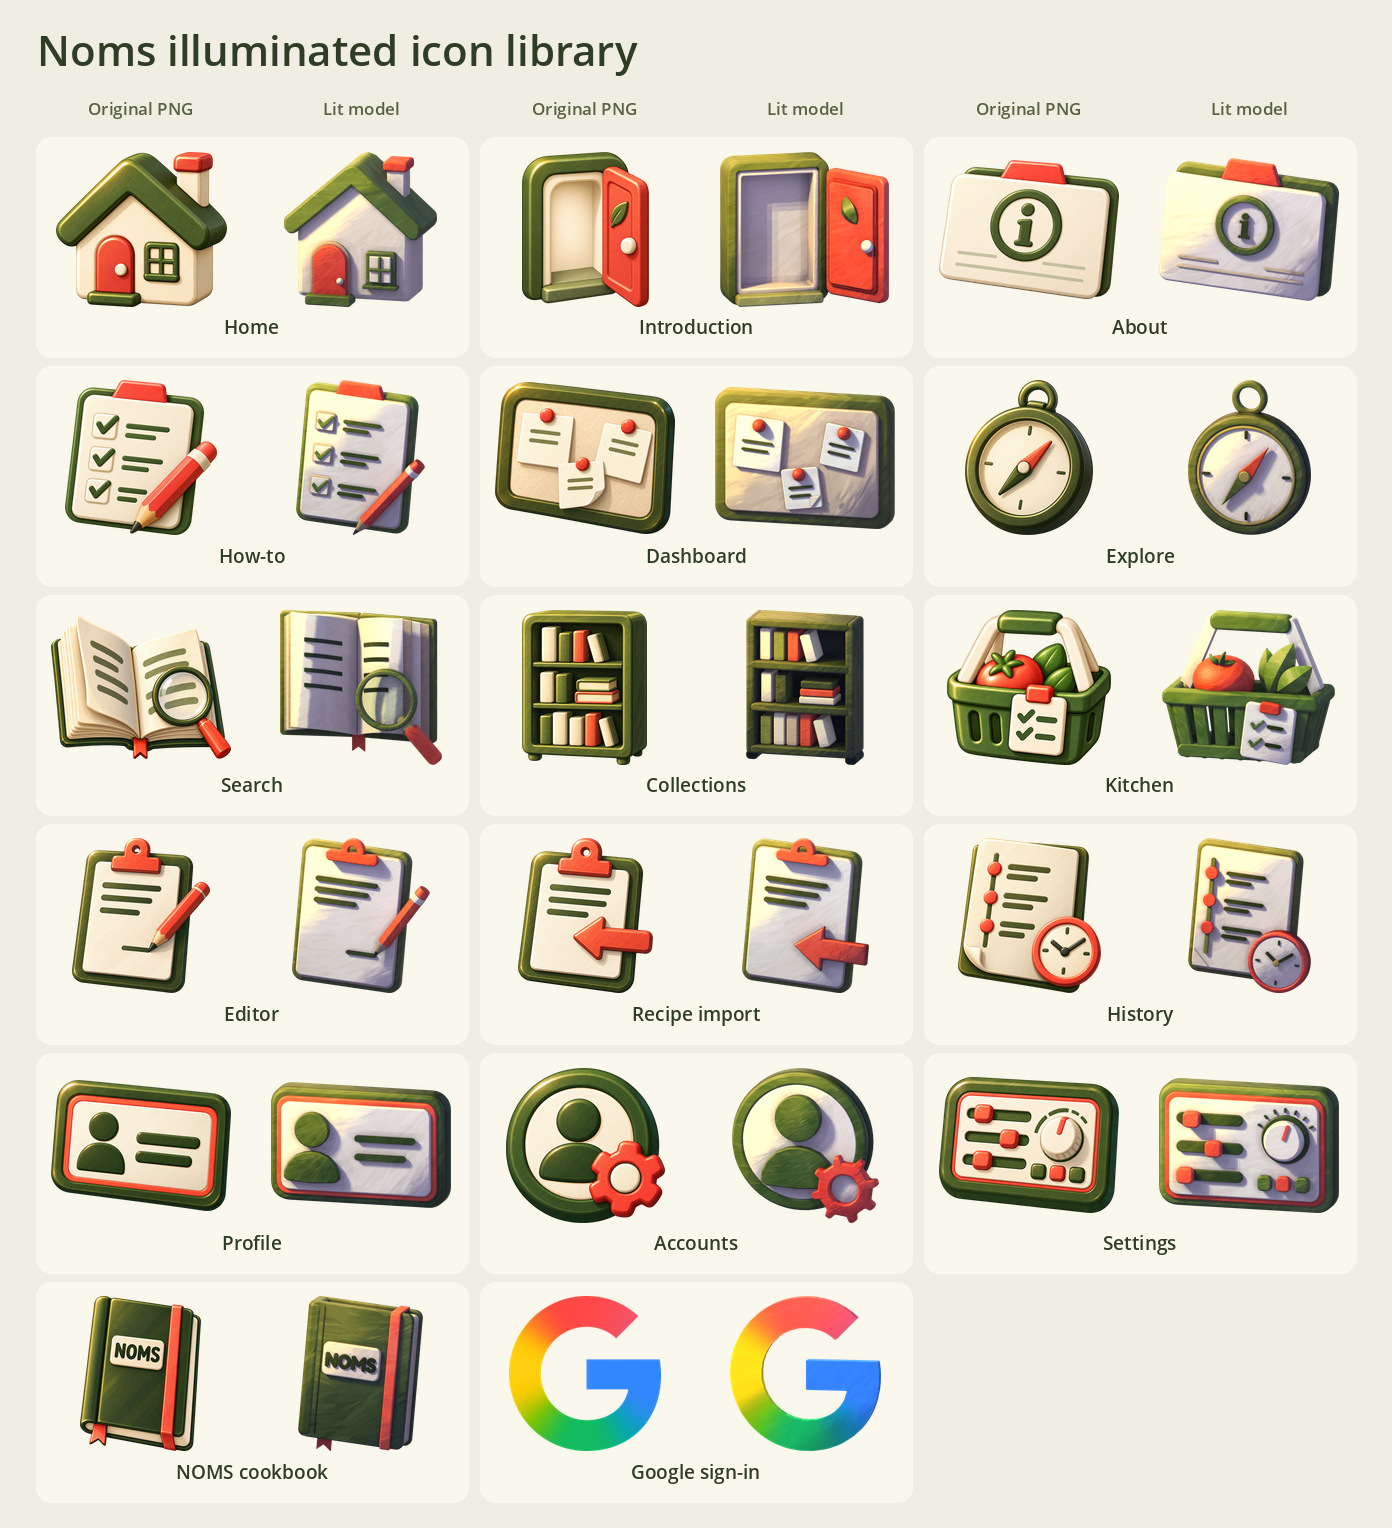 Noms illuminated icon library
Original PNG Lit model Original PNG Lit model Original PNG Lit model
i i
Home Introduction About
How-to Dashboard Explore
Search Collections Kitchen
Editor Recipe import History
Profile Accounts Settings
NOMS NOMS
G G
NOMS cookbook Google sign-in